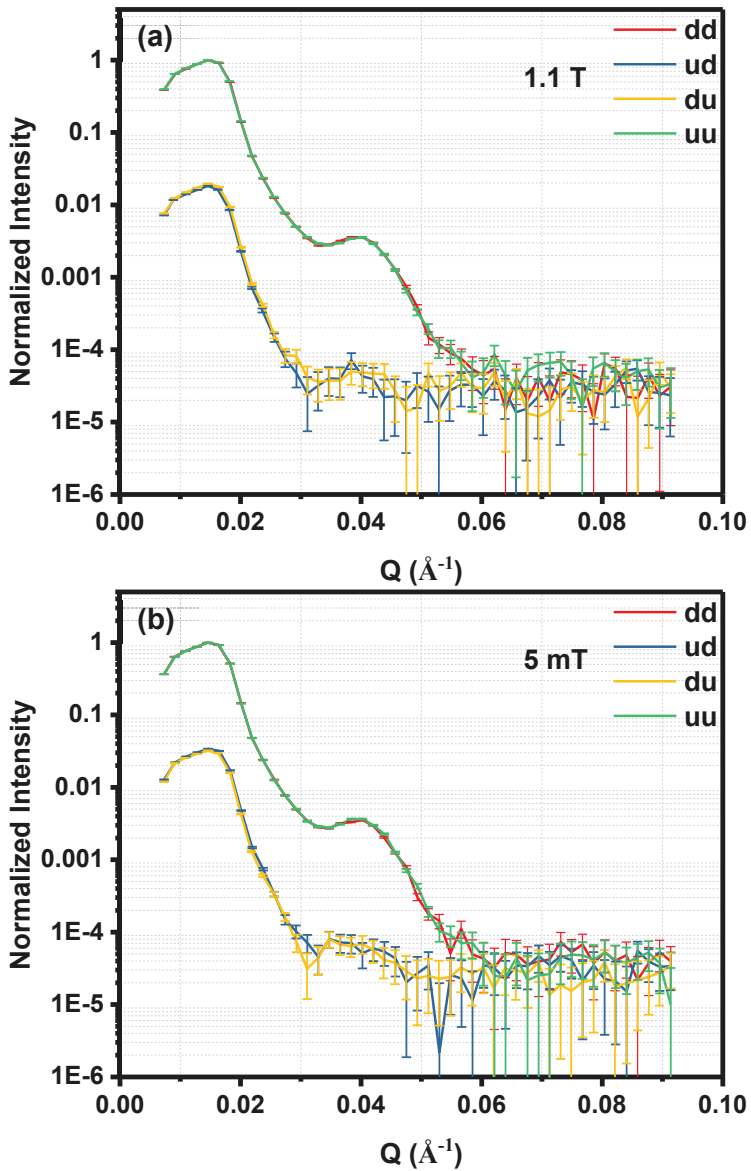 (a)
1.1 T
dd
ud
du
uu
1
0.1
0.01
0.001
1E-4
1E-5
1E-6
Normalized Intensity
0.00 0.02 0.04 0.06 0.08 0.10
Q (Å⁻¹)
(b)
5 mT
dd
ud
du
uu
1
0.1
0.01
0.001
1E-4
1E-5
1E-6
Normalized Intensity
0.00 0.02 0.04 0.06 0.08 0.10
Q (Å⁻¹)